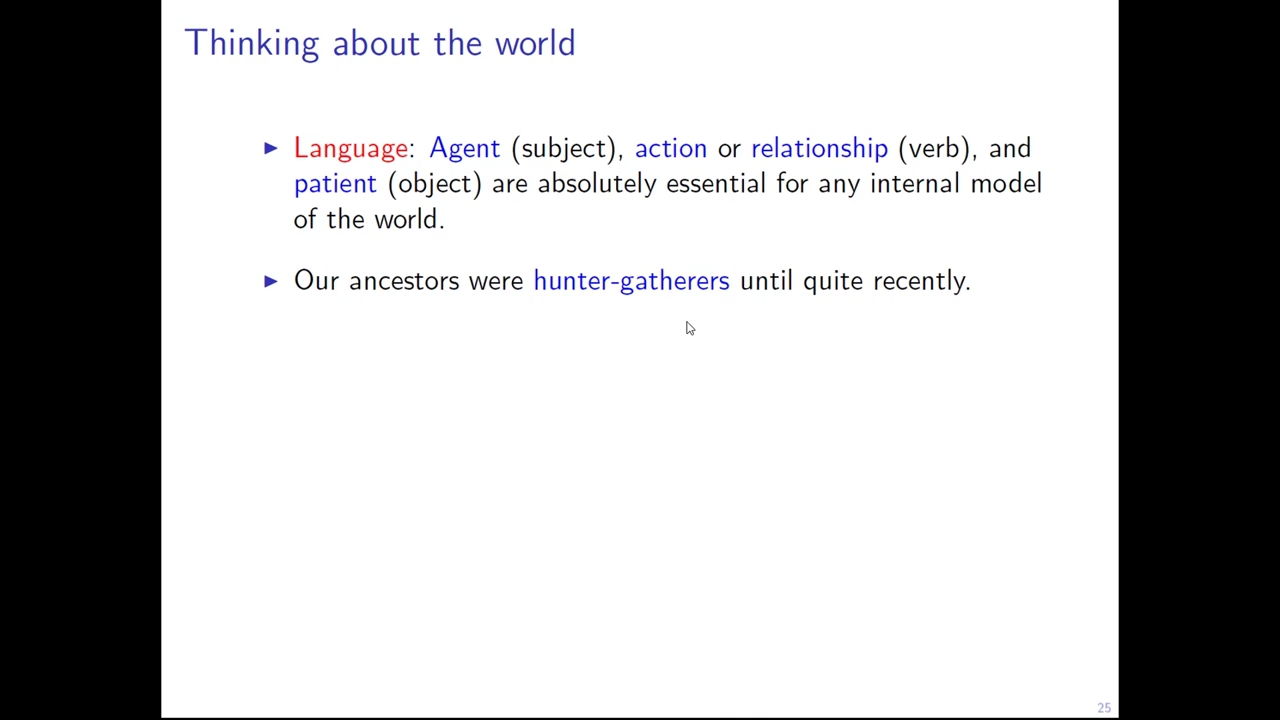 Thinking about the world
▶ Language: Agent (subject), action or relationship (verb), and
patient (object) are absolutely essential for any internal model
of the world.
▶ Our ancestors were hunter-gatherers until quite recently.
25